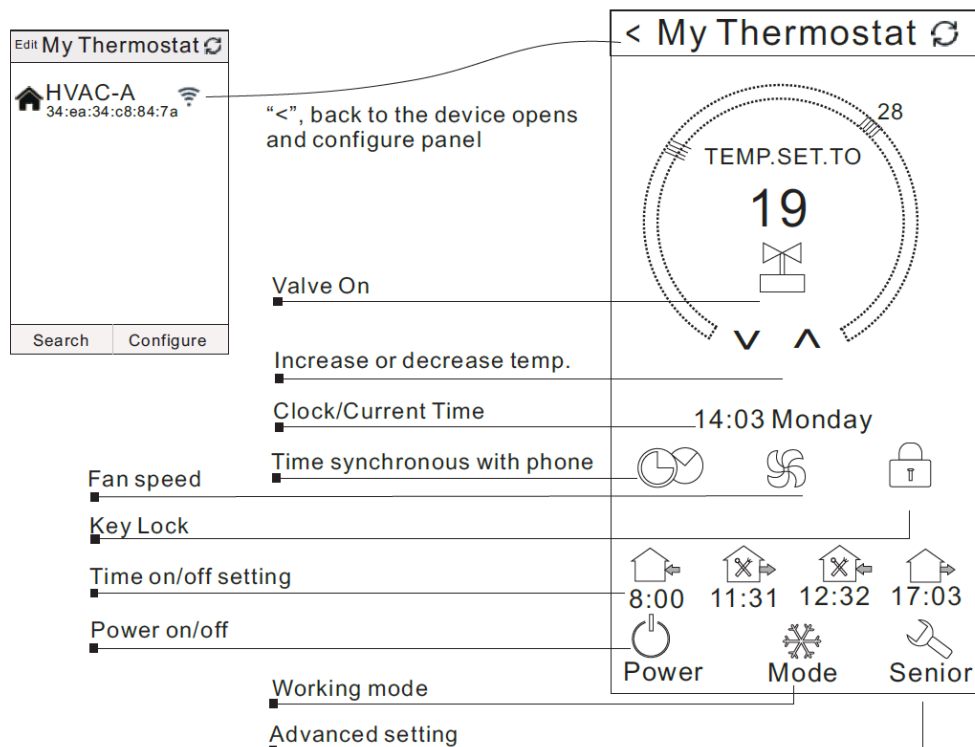 Edit My Thermostat
HVAC-A
34:ea:34:c8:84:7a
Search Configure
"<", back to the device opens
and configure panel
Valve On
Increase or decrease temp.
Clock/Current Time
Time synchronous with phone
Fan speed
Key Lock
Time on/off setting
Power on/off
Working mode
Advanced setting
< My Thermostat
28
TEMP.SET.TO
19
14:03 Monday
8:00 11:31 12:32 17:03
Power Mode Senior